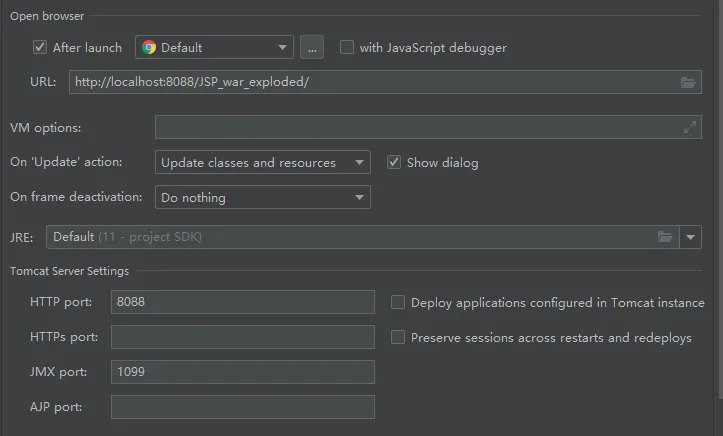 Open browser
After launch Default ... with JavaScript debugger
URL: http://localhost:8088/JSP_war_exploded/
VM options:
On 'Update' action: Update classes and resources Show dialog
On frame deactivation: Do nothing
JRE: Default (11 - project SDK)
Tomcat Server Settings
HTTP port: 8088 Deploy applications configured in Tomcat instance
HTTPs port: Preserve sessions across restarts and redeploys
JMX port: 1099
AJP port: